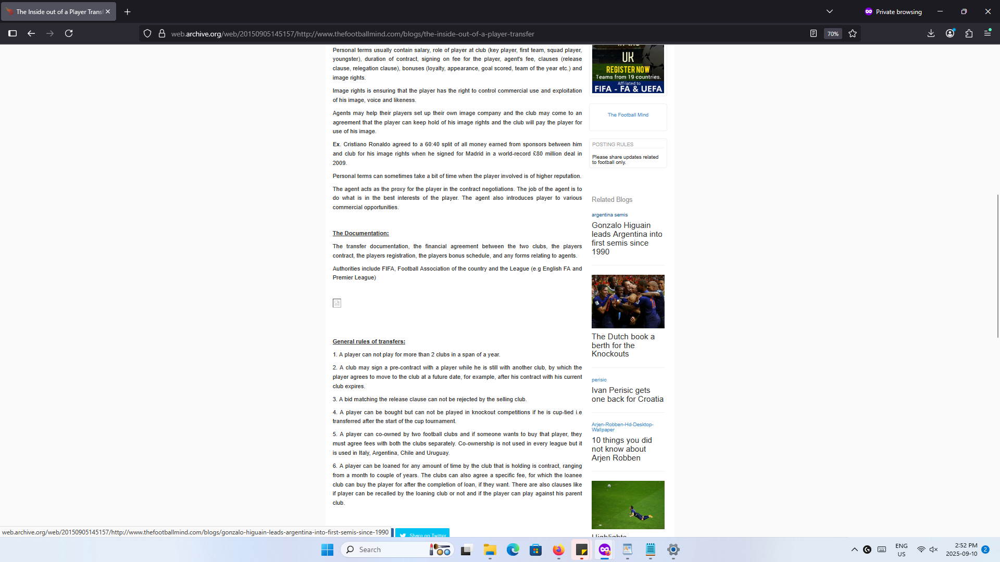 The Inside out of a Player Trans
Private browsing
web.archive.org/web/20150905145157/http://www.thefootballmind.com/blogs/the-inside-out-of-a-player-transfer
70%
Personal terms usually contain salary, role of player at club (key player, first team, squad player,
youngster), duration of contract, signing on fee for the player, agent's fee, clauses (release
clause, relegation clause), bonuses (loyalty, appearance, goal scored, team of the year etc.) and
image rights.
Image rights is ensuring that the player has the right to control commercial use and exploitation
of his image, voice and likeness.
Agents may help their players set up their own image company and the club may come to an
agreement that the player can keep hold of his image rights and the club will pay the player for
use of his image.
Ex. Cristiano Ronaldo agreed to a 60:40 split of all money earned from sponsors between him
and club for his image rights when he signed for Madrid in a world-record £80 million deal in
2009.
Personal terms can sometimes take a bit of time when the player involved is of higher reputation.
The agent acts as the proxy for the player in the contract negotiations. The job of the agent is to
do what is in the best interests of the player. The agent also introduces player to various
commercial opportunities.
The Documentation:
The transfer documentation, the financial agreement between the two clubs, the players
contract, the players registration, the players bonus schedule, and any forms relating to agents.
Authorities include FIFA, Football Association of the country and the League (e.g English FA and
Premier League)
General rules of transfers:
1. A player can not play for more than 2 clubs in a span of a year.
2. A club may sign a pre-contract with a player while he is still with another club, by which the
player agrees to move to the club at a future date, for example, after his contract with his current
club expires.
3. A bid matching the release clause can not be rejected by the selling club.
4. A player can be bought but can not be played in knockout competitions if he is cup-tied i.e
transferred after the start of the cup tournament.
5. A player can co-owned by two football clubs and if someone wants to buy that player, they
must agree fees with both the clubs separately. Co-ownership is not used in every league but it
is used in Italy, Argentina, Chile and Uruguay.
6. A player can be loaned for any amount of time by the club that is holding is contract, ranging
from a month to couple of years. The clubs can also agree a specific fee, for which the loanee
club can buy the player for after the completion of loan, if they want. There are also clauses like
if player can be recalled by the loaning club or not and if the player can play against his parent
club.
Share on Twitter
in the
UK
REGISTER NOW
Teams from 19 countries.
Affiliated to
FIFA - FA & UEFA
The Football Mind
POSTING RULES
Please share updates related
to football only.
Related Blogs
argentina semis
Gonzalo Higuain
leads Argentina into
first semis since
1990
The Dutch book a
berth for the
Knockouts
perisic
Ivan Perisic gets
one back for Croatia
Arjen-Robben-Hd-Desktop-
Wallpaper
10 things you did
not know about
Arjen Robben
Highlights
web.archive.org/web/20150905145157/http://www.thefootballmind.com/blogs/gonzalo-higuain-leads-argentina-into-first-semis-since-1990
Search
ENG
US
2:52 PM
2025-09-10
2